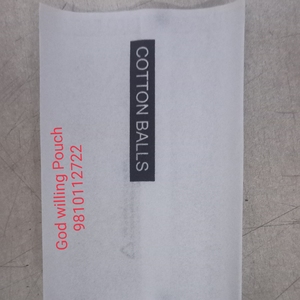 COTTON BALLS
God willing Pouch
9810112722